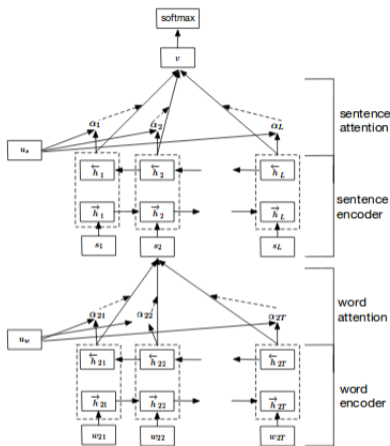 softmax
v
α1 α2 αL
sentence attention
us
←h1 ←h2 ←hL
sentence encoder
→h1 →h2 →hL
s1 s2 sL
word attention
α21 α22 α2T
uw
←h21 ←h22 ←h2T
word encoder
→h21 →h22 →h2T
w21 w22 w2T